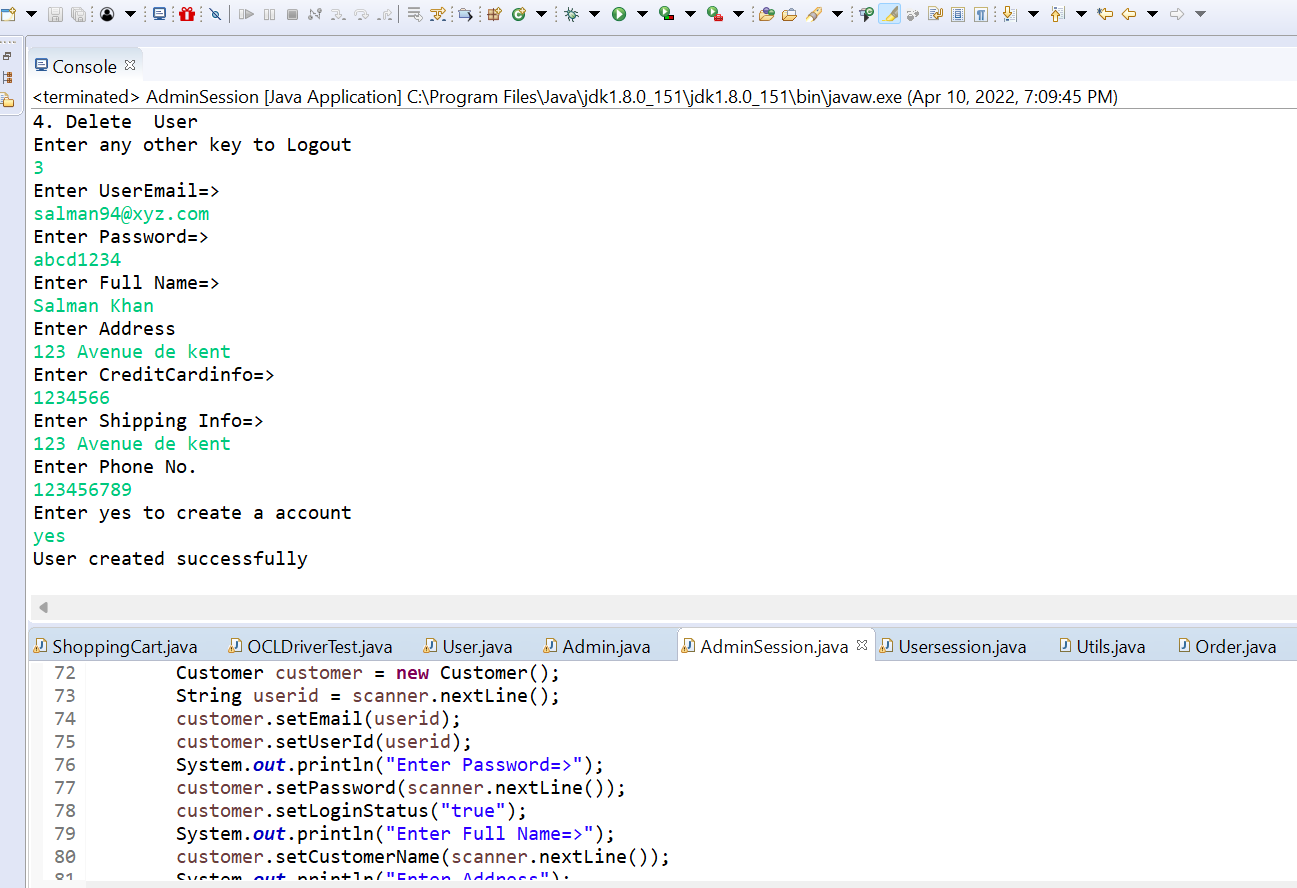 Console
<terminated> AdminSession [Java Application] C:\Program Files\Java\jdk1.8.0_151\jdk1.8.0_151\bin\javaw.exe (Apr 10, 2022, 7:09:45 PM)
4. Delete  User
Enter any other key to Logout
3
Enter UserEmail=>
salman94@xyz.com
Enter Password=>
abcd1234
Enter Full Name=>
Salman Khan
Enter Address
123 Avenue de kent
Enter CreditCardinfo=>
1234566
Enter Shipping Info=>
123 Avenue de kent
Enter Phone No.
123456789
Enter yes to create a account
yes
User created successfully
ShoppingCart.java OCLDriverTest.java User.java Admin.java AdminSession.java Usersession.java Utils.java Order.java
72 Customer customer = new Customer();
73 String userid = scanner.nextLine();
74 customer.setEmail(userid);
75 customer.setUserId(userid);
76 System.out.println("Enter Password=>");
77 customer.setPassword(scanner.nextLine());
78 customer.setLoginStatus("true");
79 System.out.println("Enter Full Name=>");
80 customer.setCustomerName(scanner.nextLine());
81 System.out.println("Enter Address");